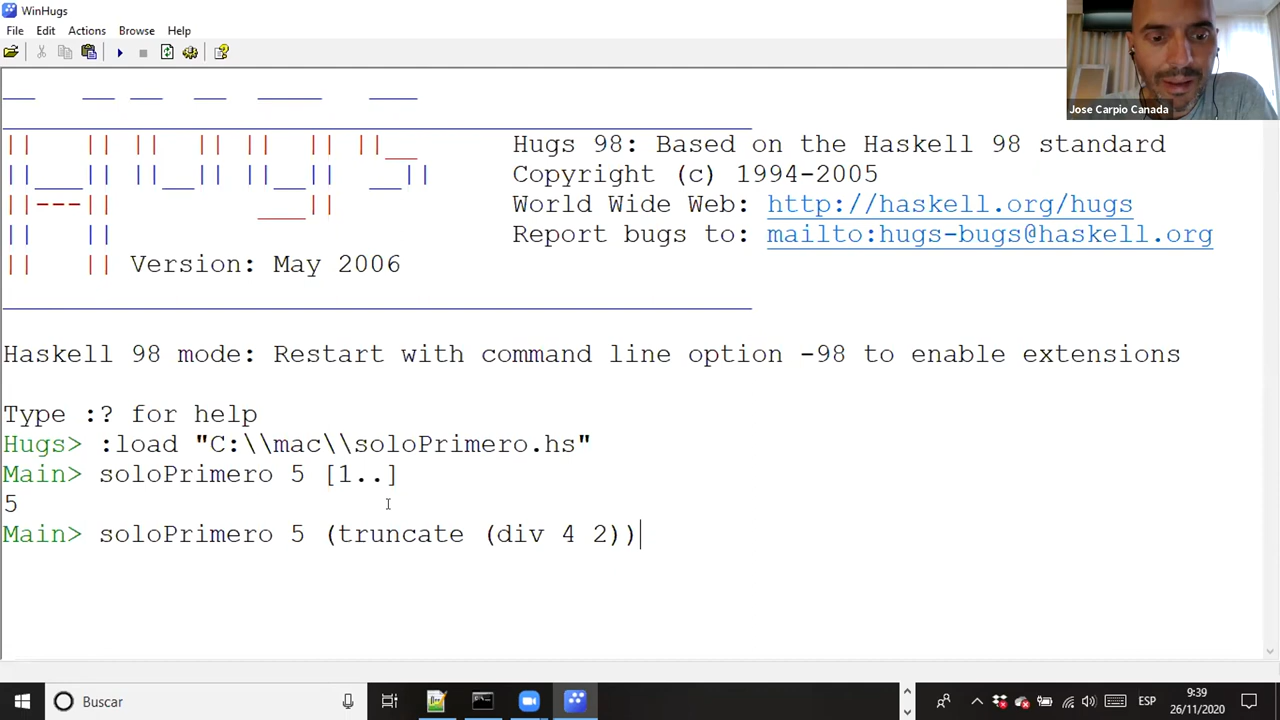 WinHugs
File Edit Actions Browse Help
Jose Carpio Canada
Hugs 98: Based on the Haskell 98 standard
Copyright (c) 1994-2005
World Wide Web: http://haskell.org/hugs
Report bugs to: mailto:hugs-bugs@haskell.org
Version: May 2006
Haskell 98 mode: Restart with command line option -98 to enable extensions
Type :? for help
Hugs> :load "C:\\mac\\soloPrimero.hs"
Main> soloPrimero 5 [1..]
5
Main> soloPrimero 5 (truncate (div 4 2))
Buscar
ESP
9:39
26/11/2020